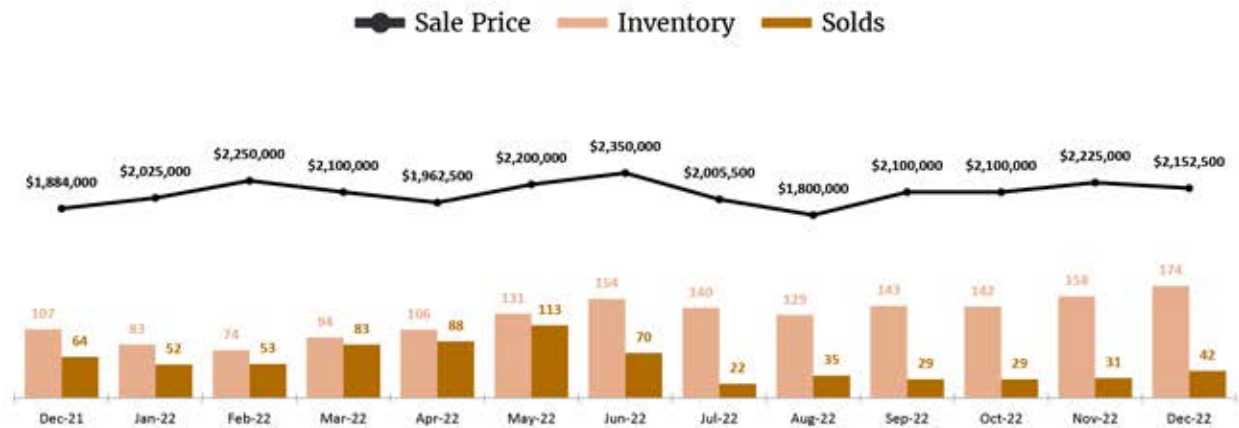 Sale Price Inventory Solds
$1,884,000 $2,025,000 $2,250,000 $2,100,000 $1,962,500 $2,200,000 $2,350,000 $2,005,500 $1,800,000 $2,100,000 $2,100,000 $2,225,000 $2,152,500
107 83 74 94 106 131 154 140 129 143 142 158 174
64 52 53 83 88 113 70 22 35 29 29 31 42
Dec-21 Jan-22 Feb-22 Mar-22 Apr-22 May-22 Jun-22 Jul-22 Aug-22 Sep-22 Oct-22 Nov-22 Dec-22